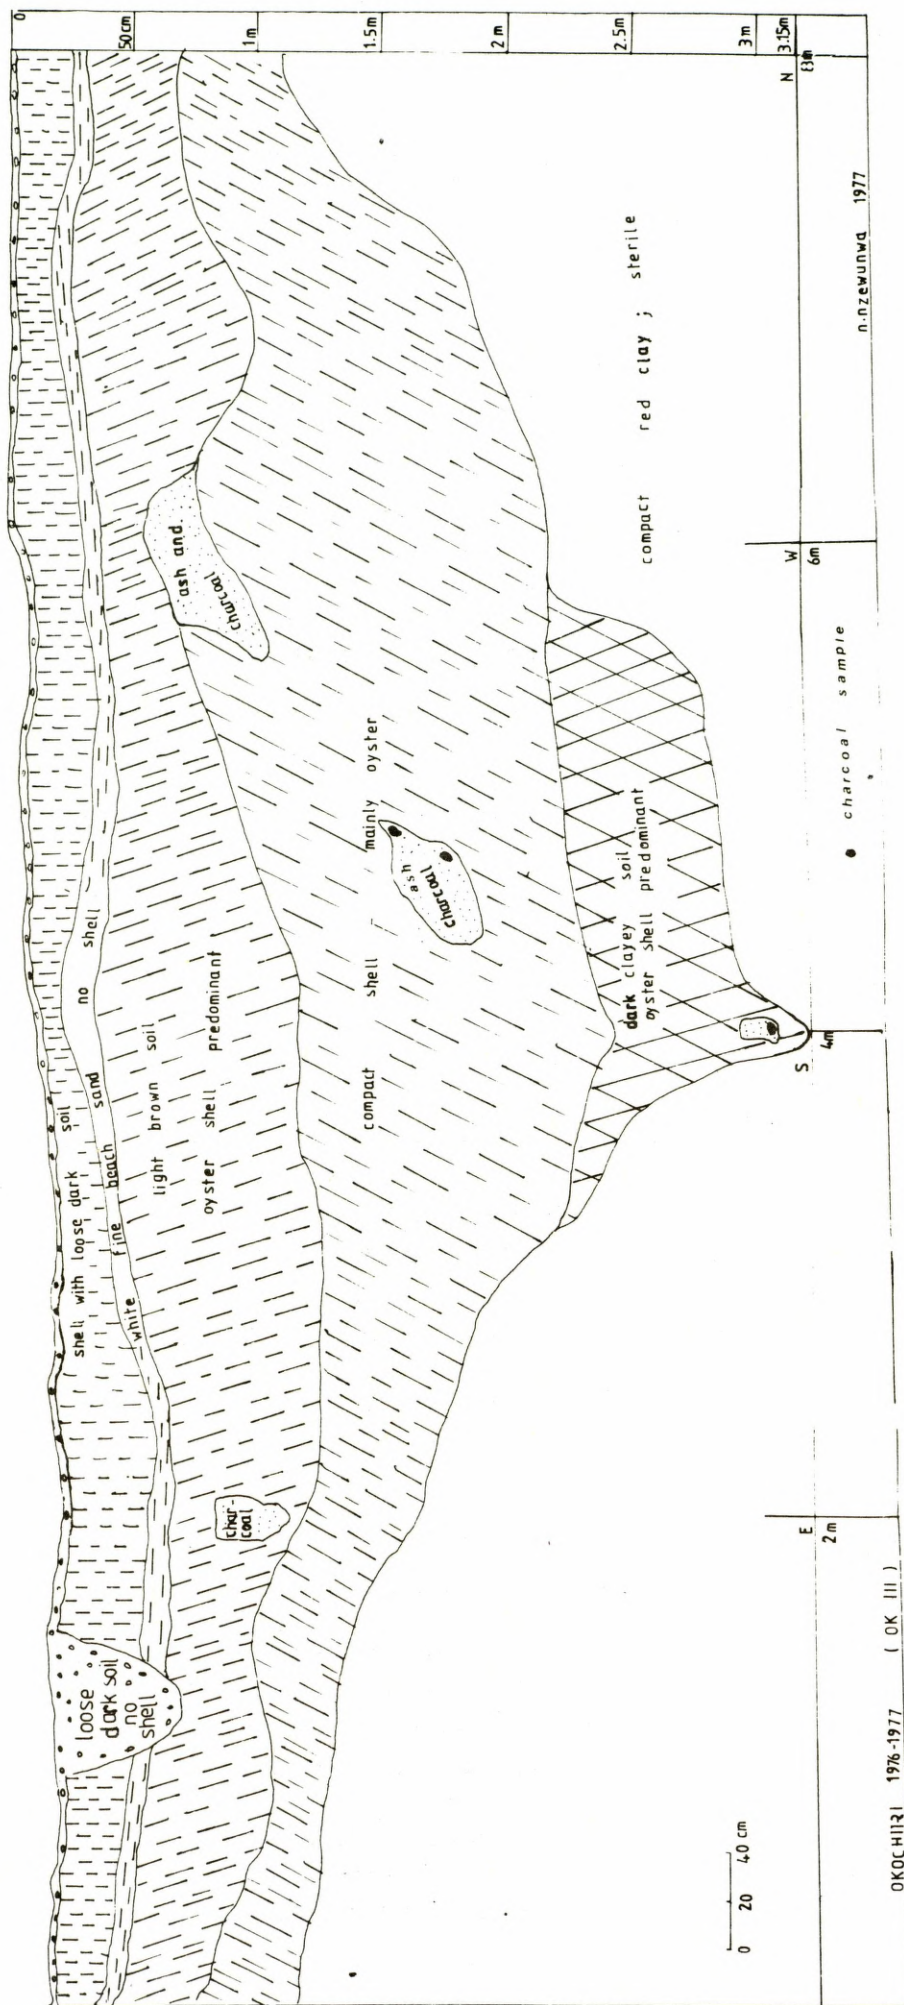 0
50cm
1m
1.5m
2m
2.5m
3m
3.15m
shell with loose dark soil
white fine beach sand no shell
light brown soil
oyster shell predominant
compact shell mainly oyster
dark clayey soil
oyster shell predominant
compact red clay ; sterile
loose
dark soil
no
shell
char-
coal
ash
charcoal
ash and
charcoal
E
2m
S
4m
W
6m
N
8m
0 20 40 cm
charcoal sample
OKOCHIRI 1976-1977 ( OK III )
n.nzewunwa 1977